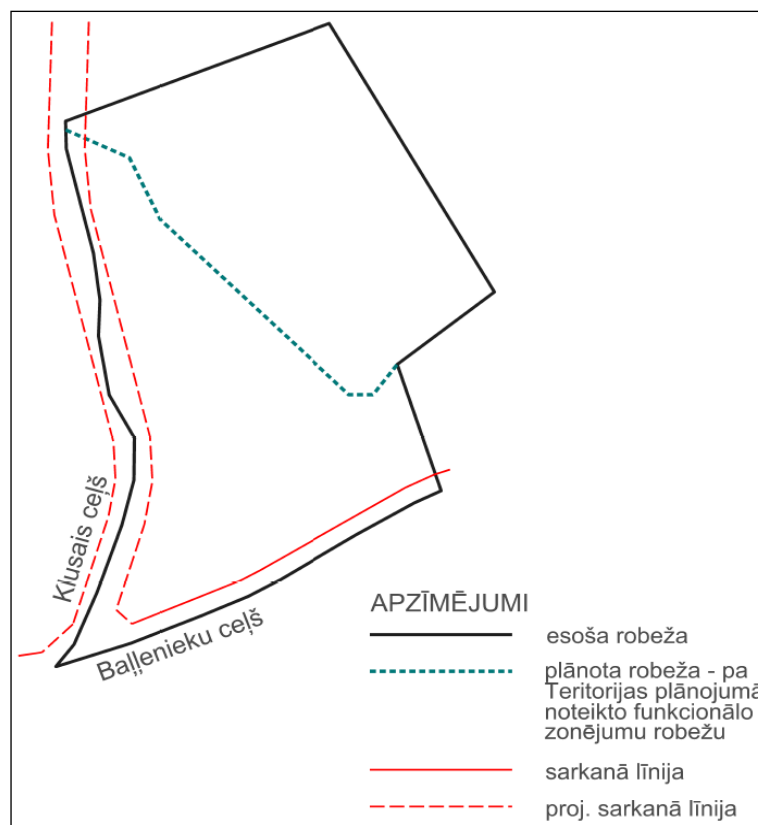 Klusais ceļš
Baļļenieku ceļš
APZĪMĒJUMI
esoša robeža
plānota robeža - pa
Teritorijas plānojumā
noteikto funkcionālo
zonējumu robežu
sarkanā līnija
proj. sarkanā līnija